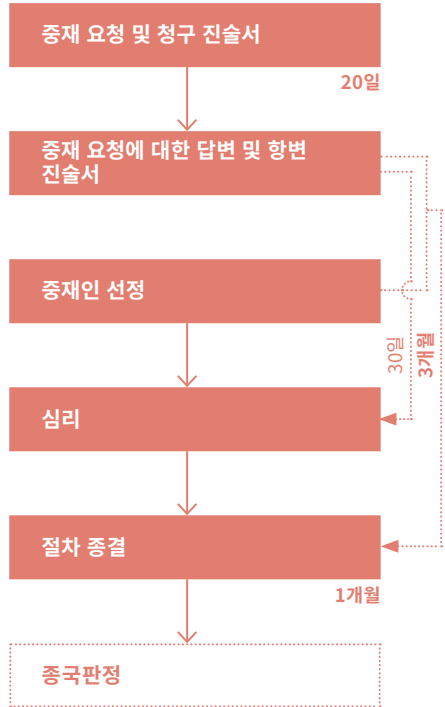 중재 요청 및 청구 진술서
20일
중재 요청에 대한 답변 및 항변
진술서
중재인 선정
30일
3개월
심리
절차 종결
1개월
종국판정